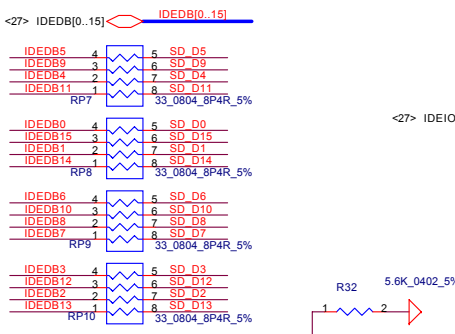 <27> IDEDB[0..15] IDEDB[0..15]
IDEDB5 4 5 SD_D5
IDEDB9 3 6 SD_D9
IDEDB4 2 7 SD_D4
IDEDB11 1 8 SD_D11
RP7 33_0804_8P4R_5%
<27> IDEIO
IDEDB0 4 5 SD_D0
IDEDB15 3 6 SD_D15
IDEDB1 2 7 SD_D1
IDEDB14 1 8 SD_D14
RP8 33_0804_8P4R_5%
IDEDB6 4 5 SD_D6
IDEDB10 3 6 SD_D10
IDEDB8 2 7 SD_D8
IDEDB7 1 8 SD_D7
RP9 33_0804_8P4R_5%
IDEDB3 4 5 SD_D3
IDEDB12 3 6 SD_D12
IDEDB2 2 7 SD_D2
IDEDB13 1 8 SD_D13
RP10 33_0804_8P4R_5%
R32 5.6K_0402_5%
1 2